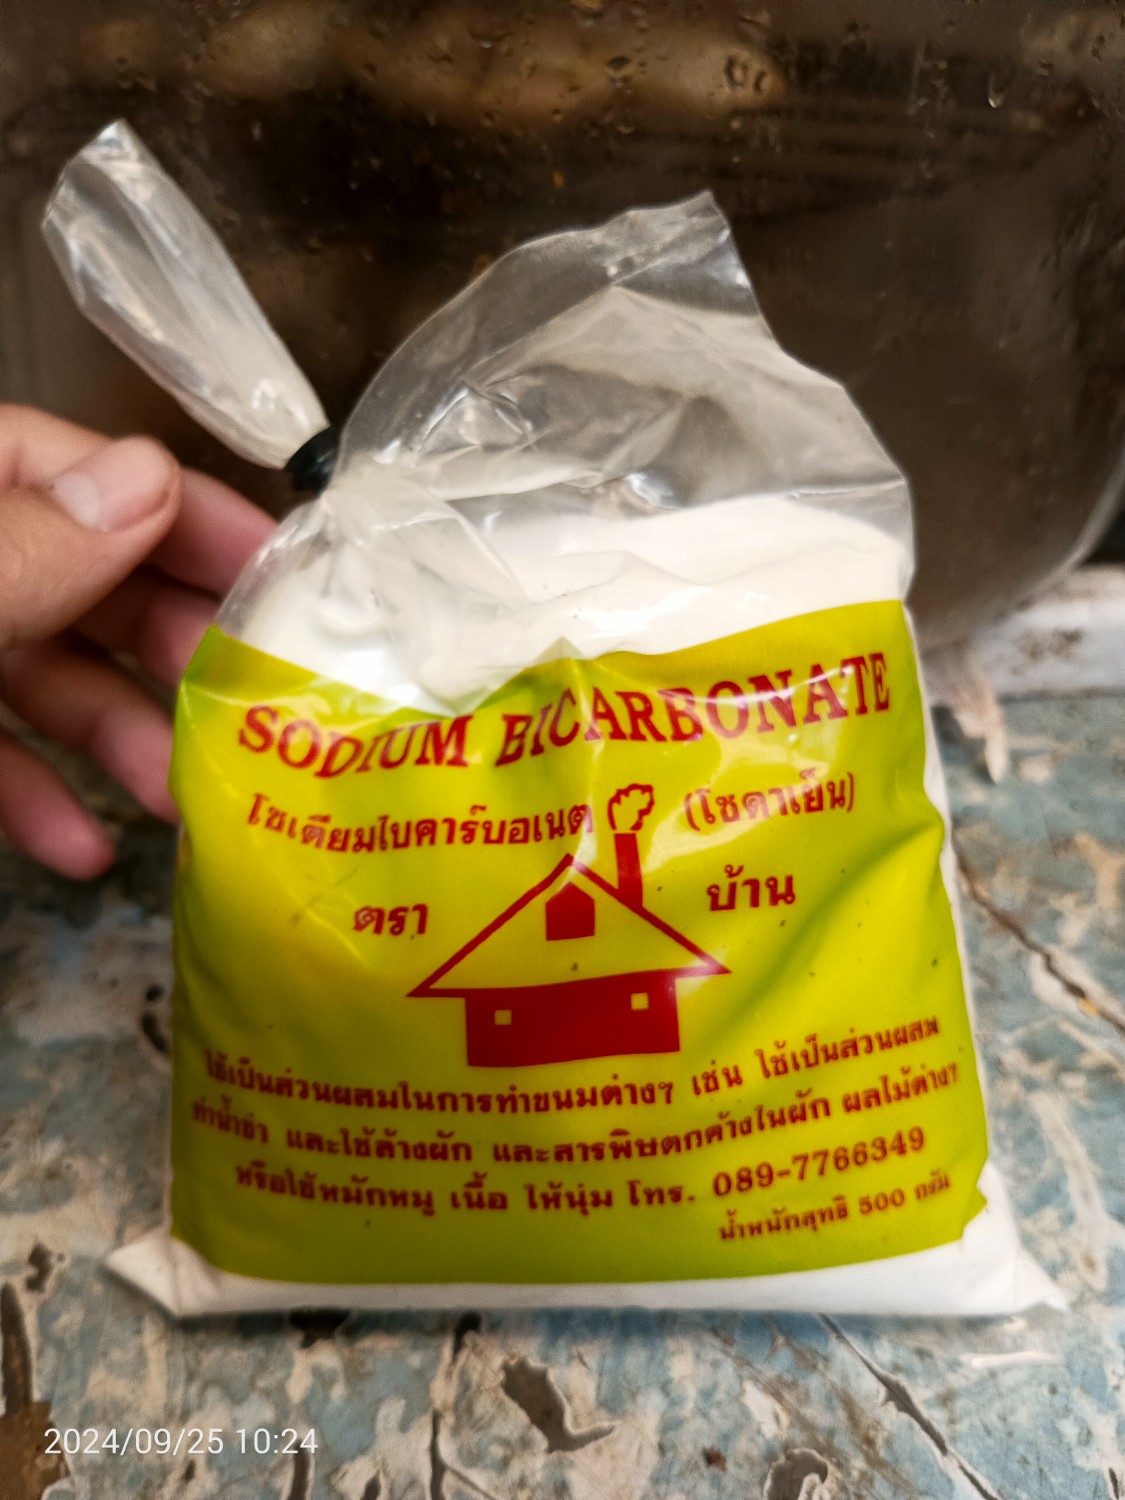 SODIUM BICARBONATE
โซเดียมไบคาร์บอเนต (โซดาเย็น)
ตรา บ้าน
ใช้เป็นส่วนผสมในการทำขนมต่างๆ เช่น ใช้เป็นส่วนผสม
ทำน้ำยำ และใช้ล้างผัก และสารพิษตกค้างในผัก ผลไม้ต่างๆ
หรือใช้หมักหมู เนื้อ ให้นุ่ม โทร. 089-7766349
น้ำหนักสุทธิ 500 กรัม
2024/09/25 10:24